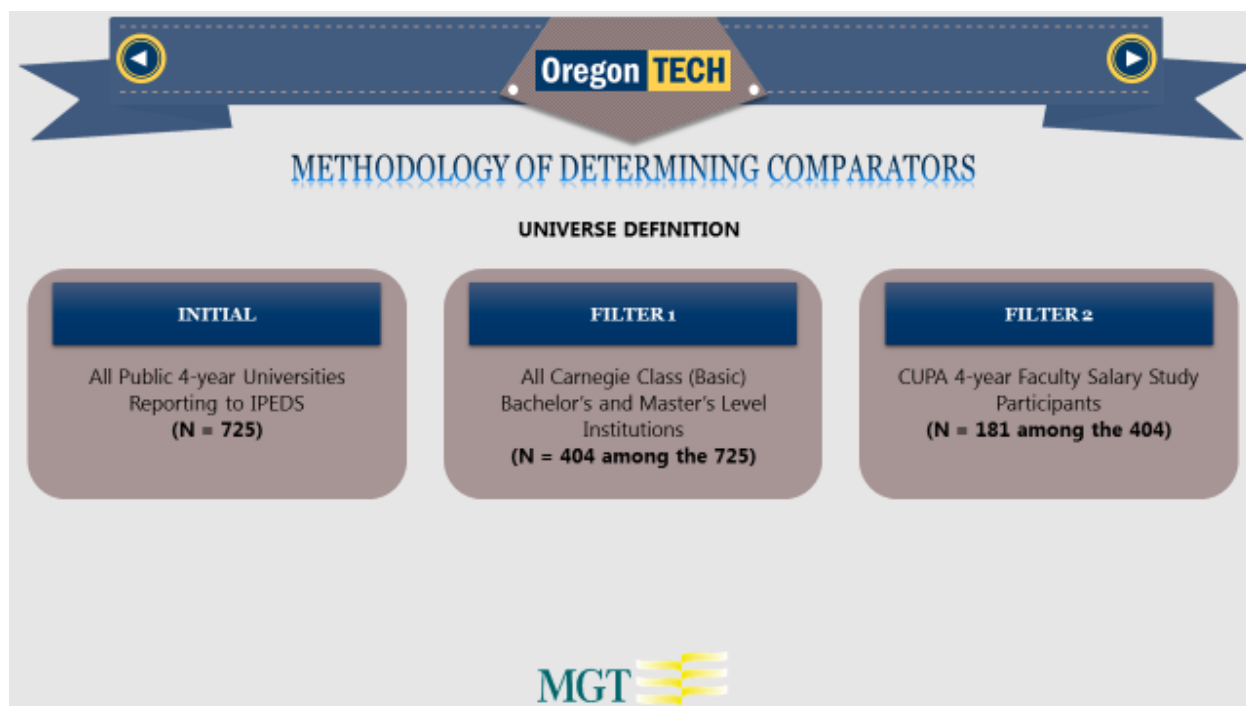 Oregon TECH
METHODOLOGY OF DETERMINING COMPARATORS
UNIVERSE DEFINITION
INITIAL
All Public 4-year Universities
Reporting to IPEDS
(N = 725)
FILTER 1
All Carnegie Class (Basic)
Bachelor's and Master's Level
Institutions
(N = 404 among the 725)
FILTER 2
CUPA 4-year Faculty Salary Study
Participants
(N = 181 among the 404)
MGT